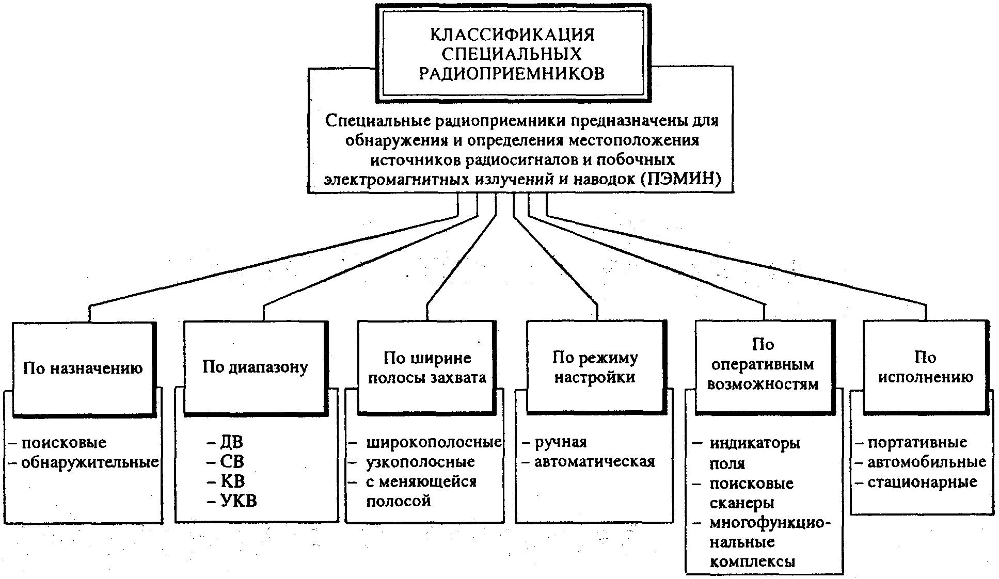 КЛАССИФИКАЦИЯ
СПЕЦИАЛЬНЫХ
РАДИОПРИЕМНИКОВ
Специальные радиоприемники предназначены для
обнаружения и определения местоположения
источников радиосигналов и побочных
электромагнитных излучений и наводок (ПЭМИН)
По назначению
– поисковые
– обнаружительные
По диапазону
– ДВ
– СВ
– КВ
– УКВ
По ширине
полосы захвата
– широкополосные
– узкополосные
– с меняющейся
полосой
По режиму
настройки
– ручная
– автоматическая
По
оперативным
возможностям
– индикаторы
поля
– поисковые
сканеры
– многофункцио-
нальные
комплексы
По
исполнению
– портативные
– автомобильные
– стационарные